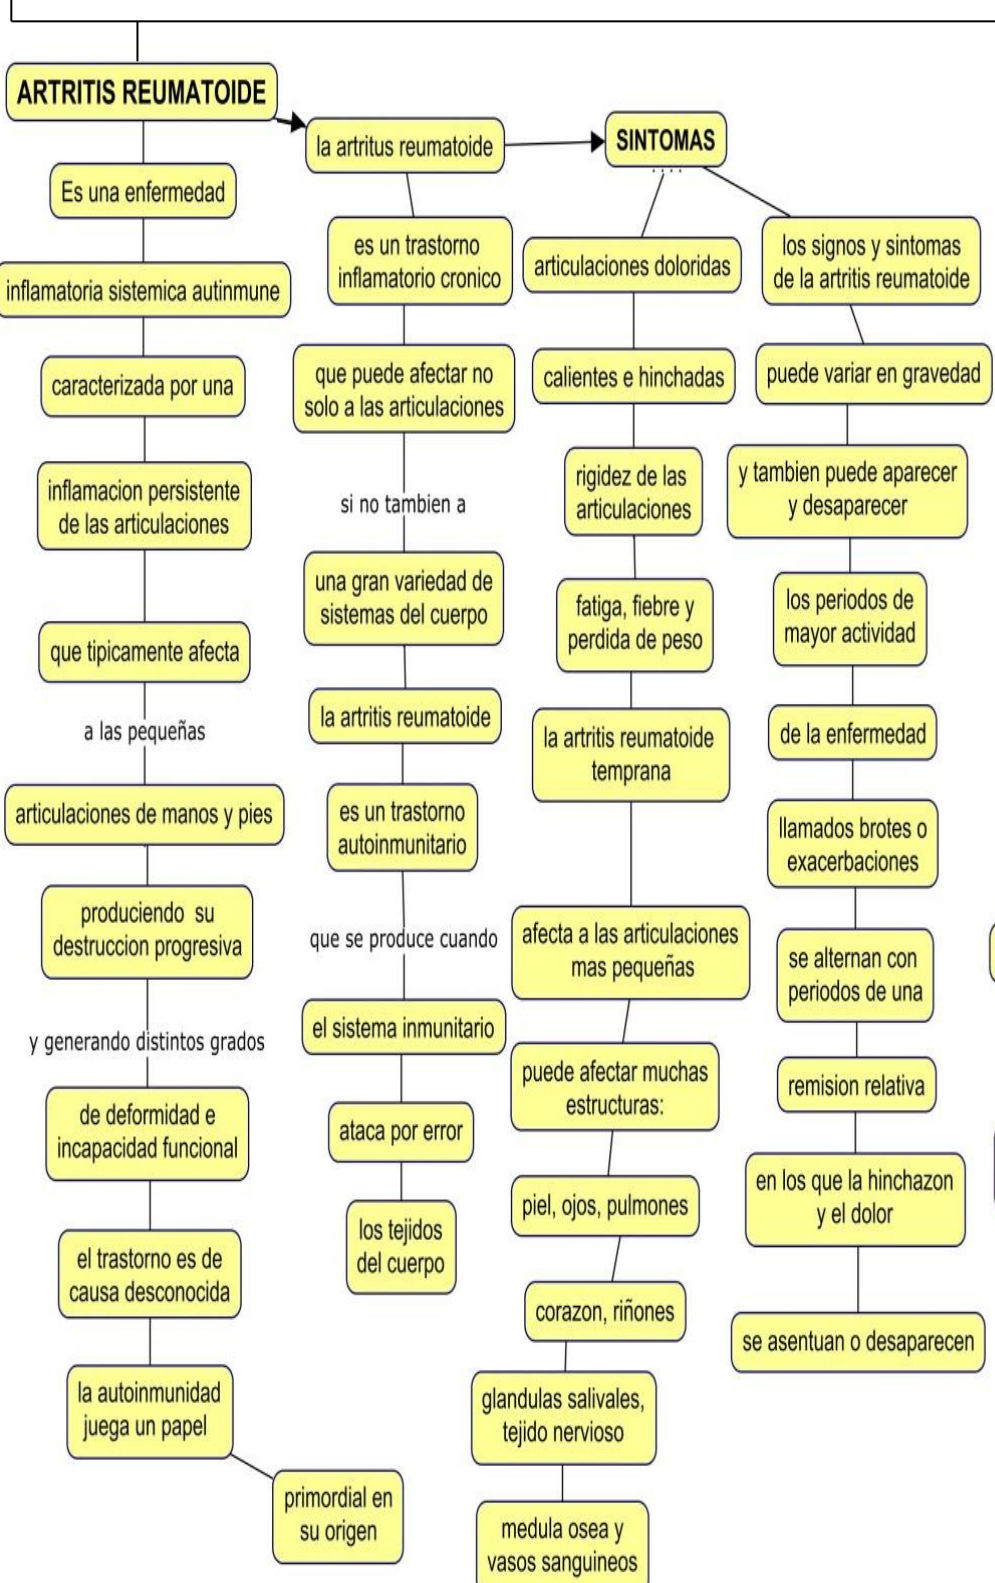 ARTRITIS REUMATOIDE
Es una enfermedad
inflamatoria sistemica autinmune
caracterizada por una
inflamacion persistente
de las articulaciones
que tipicamente afecta
a las pequeñas
articulaciones de manos y pies
produciendo su
destruccion progresiva
y generando distintos grados
de deformidad e
incapacidad funcional
el trastorno es de
causa desconocida
la autoinmunidad
juega un papel
primordial en
su origen
la artritus reumatoide
es un trastorno
inflamatorio cronico
que puede afectar no
solo a las articulaciones
si no tambien a
una gran variedad de
sistemas del cuerpo
la artritis reumatoide
es un trastorno
autoinmunitario
que se produce cuando
el sistema inmunitario
ataca por error
los tejidos
del cuerpo
SINTOMAS
....
articulaciones doloridas
calientes e hinchadas
rigidez de las
articulaciones
fatiga, fiebre y
perdida de peso
la artritis reumatoide
temprana
afecta a las articulaciones
mas pequeñas
puede afectar muchas
estructuras:
piel, ojos, pulmones
corazon, riñones
glandulas salivales,
tejido nervioso
medula osea y
vasos sanguineos
los signos y sintomas
de la artritis reumatoide
puede variar en gravedad
y tambien puede aparecer
y desaparecer
los periodos de
mayor actividad
de la enfermedad
llamados brotes o
exacerbaciones
se alternan con
periodos de una
remision relativa
en los que la hinchazon
y el dolor
se asentuan o desaparecen